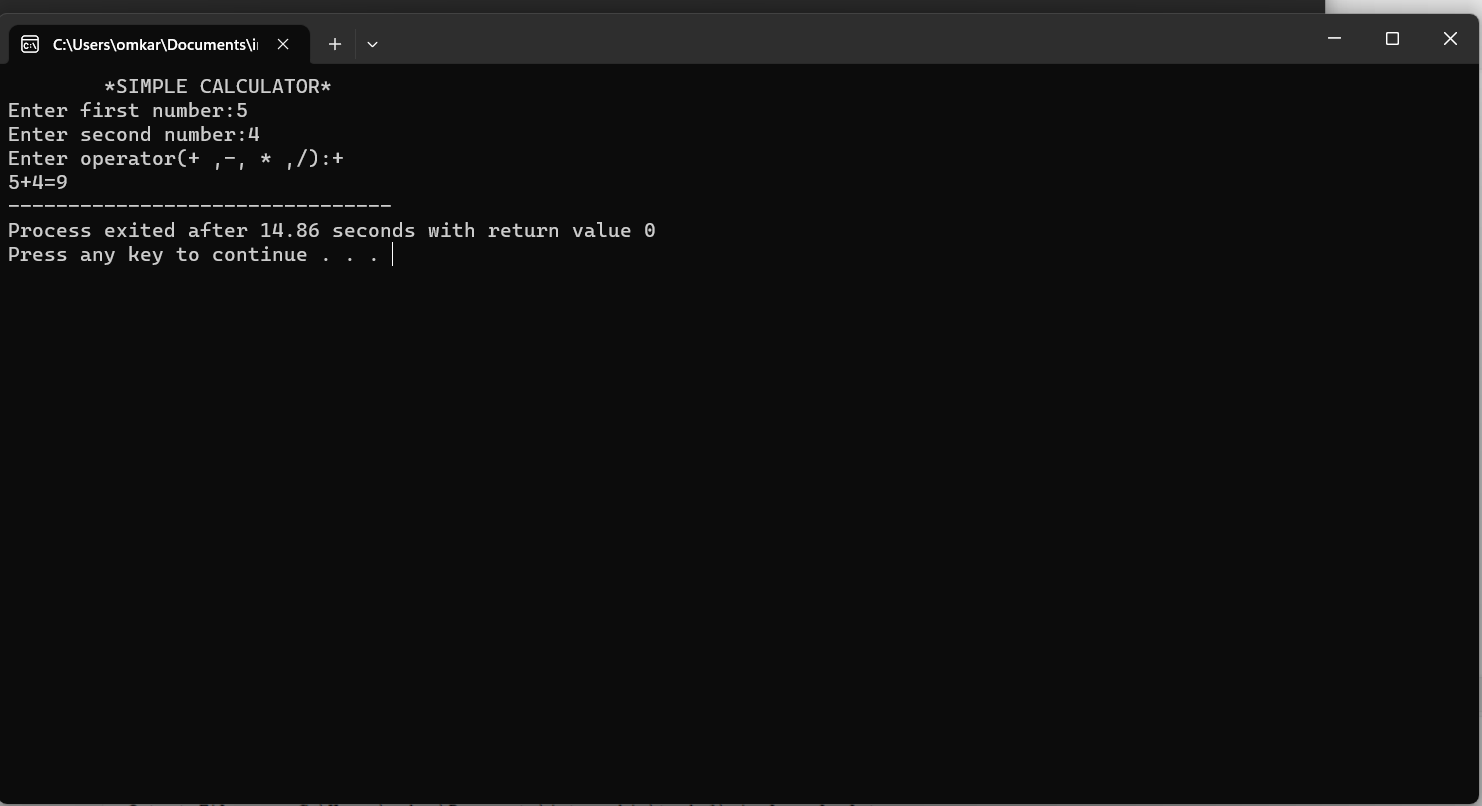 C:\Users\omkar\Documents\i
*SIMPLE CALCULATOR*
Enter first number:5
Enter second number:4
Enter operator(+ ,-, * ,/):+
5+4=9
--------------------------------
Process exited after 14.86 seconds with return value 0
Press any key to continue . . .